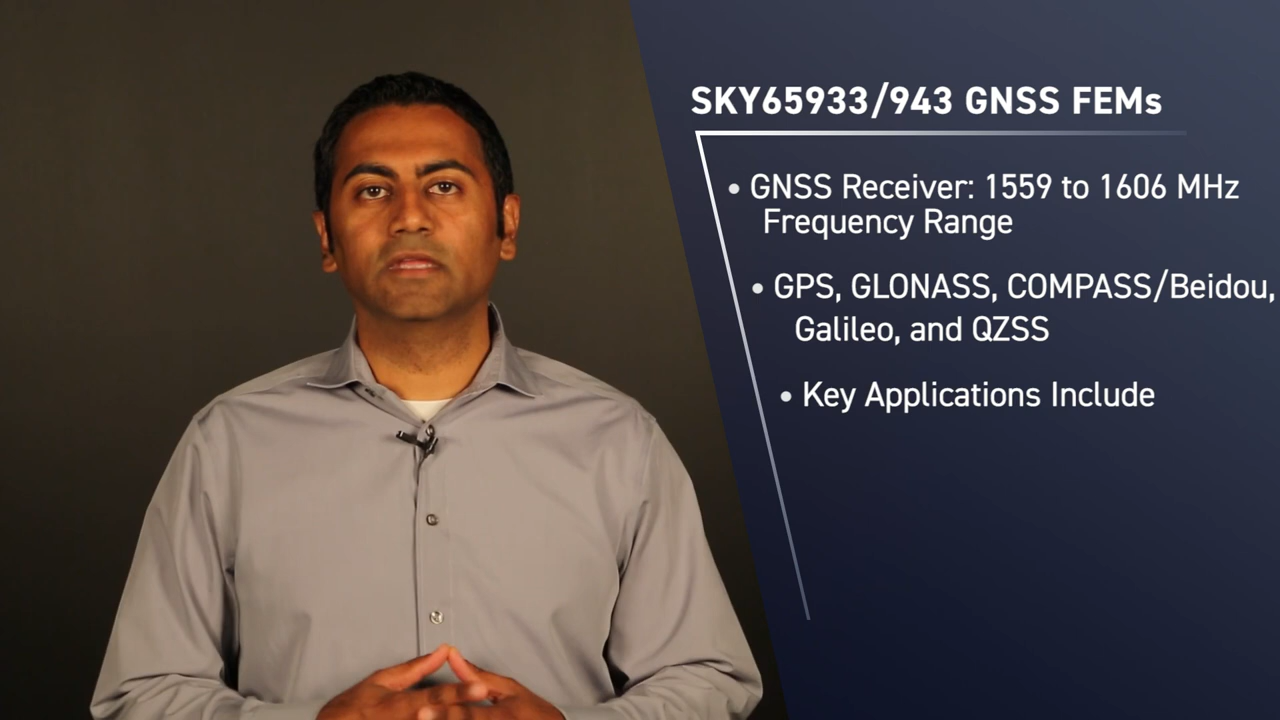 SKY65933/943 GNSS FEMs
• GNSS Receiver: 1559 to 1606 MHz
Frequency Range
• GPS, GLONASS, COMPASS/Beidou,
Galileo, and QZSS
• Key Applications Include